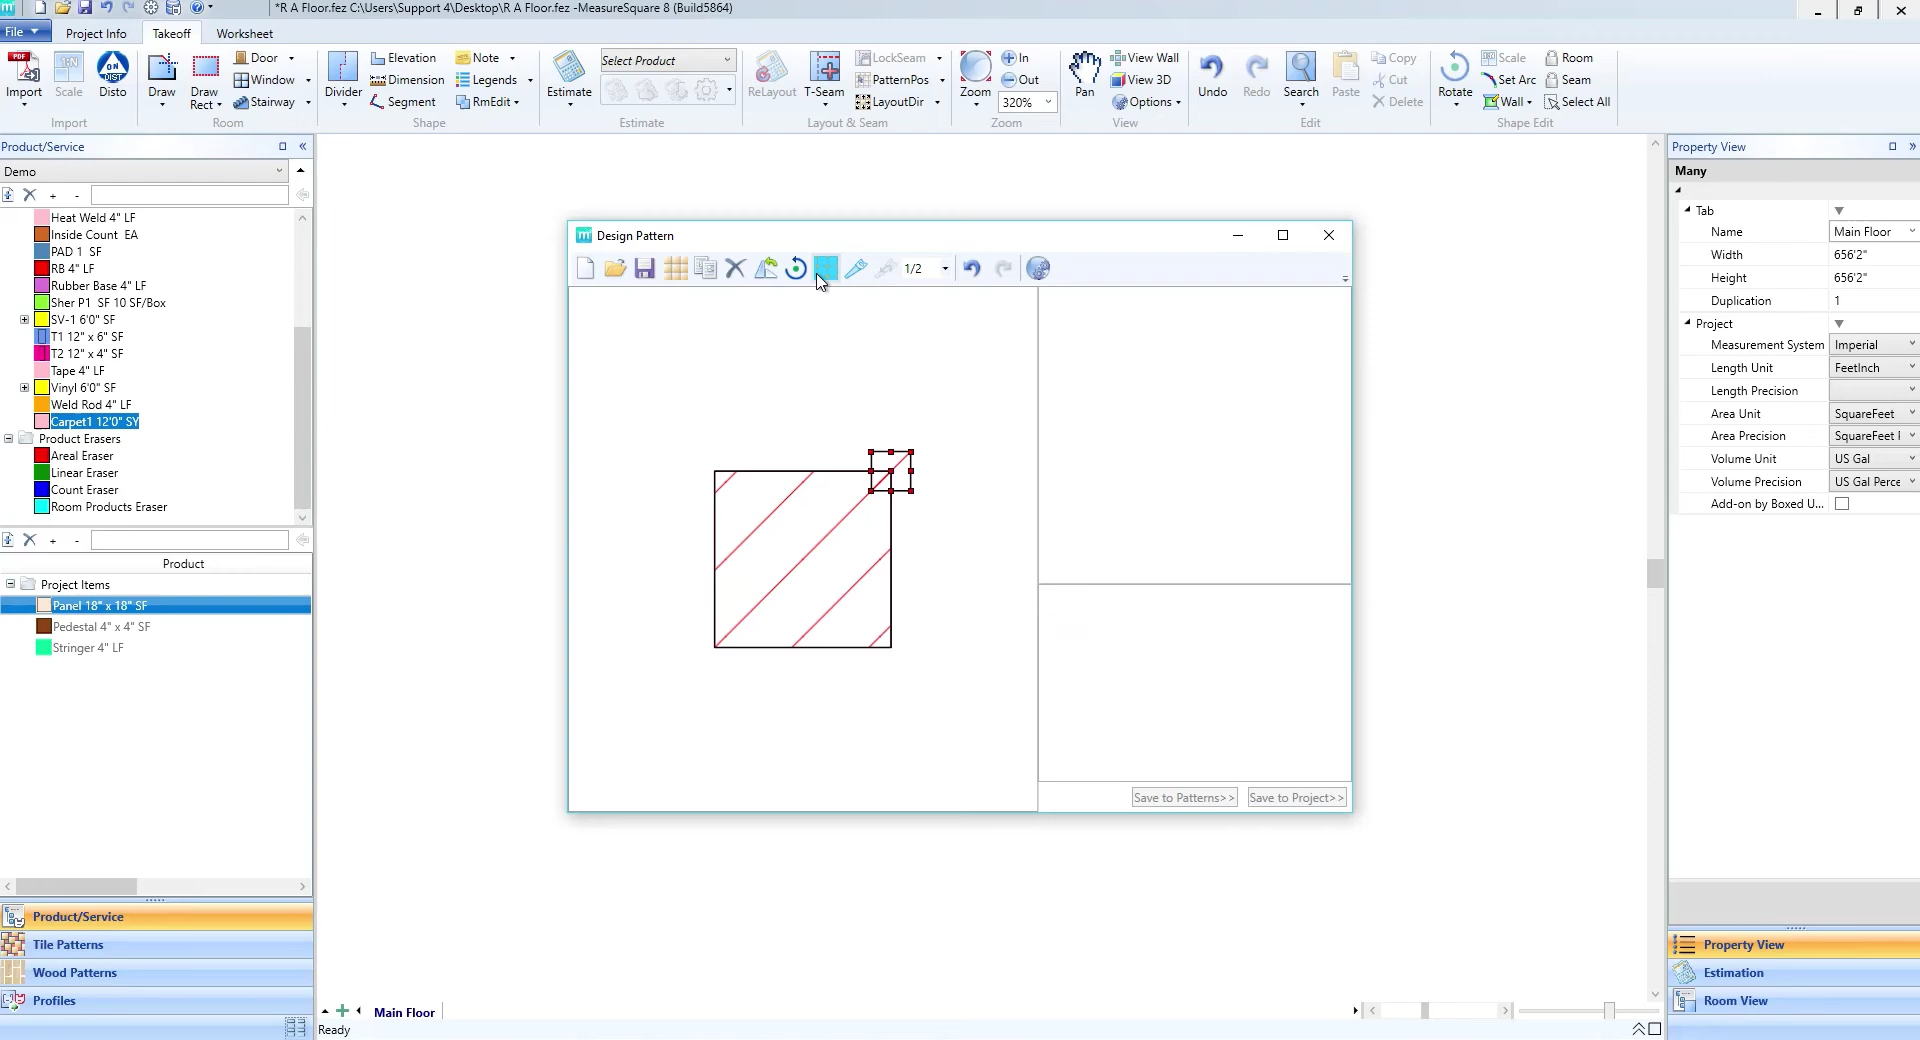 *R A Floor.fez C:\Users\Support 4\Desktop\R A Floor.fez -MeasureSquare 8 (Build5864)
File
Project Info
Takeoff
Worksheet
Import
Scale
Disto
Import
Draw
Draw Rect
Door
Window
Stairway
Room
Divider
Elevation
Dimension
Segment
Note
Legends
RmEdit
Shape
Estimate
Select Product
Estimate
ReLayout
T-Seam
LockSeam
PatternPos
LayoutDir
Layout & Seam
Zoom
In
Out
320%
Zoom
Pan
View Wall
View 3D
Options
View
Undo
Redo
Search
Paste
Copy
Cut
Delete
Edit
Rotate
Scale
Set Arc
Wall
Room
Seam
Select All
Shape Edit
Product/Service
Demo
Heat Weld 4" LF
Inside Count  EA
PAD 1  SF
RB 4" LF
Rubber Base 4" LF
Sher P1  SF 10 SF/Box
SV-1 6'0" SF
T1 12" x 6" SF
T2 12" x 4" SF
Tape 4" LF
Vinyl 6'0" SF
Weld Rod 4" LF
Carpet1 12'0" SY
Product Erasers
Areal Eraser
Linear Eraser
Count Eraser
Room Products Eraser
Product
Project Items
Panel 18" x 18" SF
Pedestal 4" x 4" SF
Stringer 4" LF
Product/Service
Tile Patterns
Wood Patterns
Profiles
Design Pattern
1/2
Save to Patterns>>
Save to Project>>
Main Floor
Ready
Property View
Many
Tab
Name Main Floor
Width 656'2"
Height 656'2"
Duplication 1
Project
Measurement System Imperial
Length Unit FeetInch
Length Precision
Area Unit SquareFeet
Area Precision SquareFeet
Volume Unit US Gal
Volume Precision US Gal Perce
Add-on by Boxed U...
Property View
Estimation
Room View